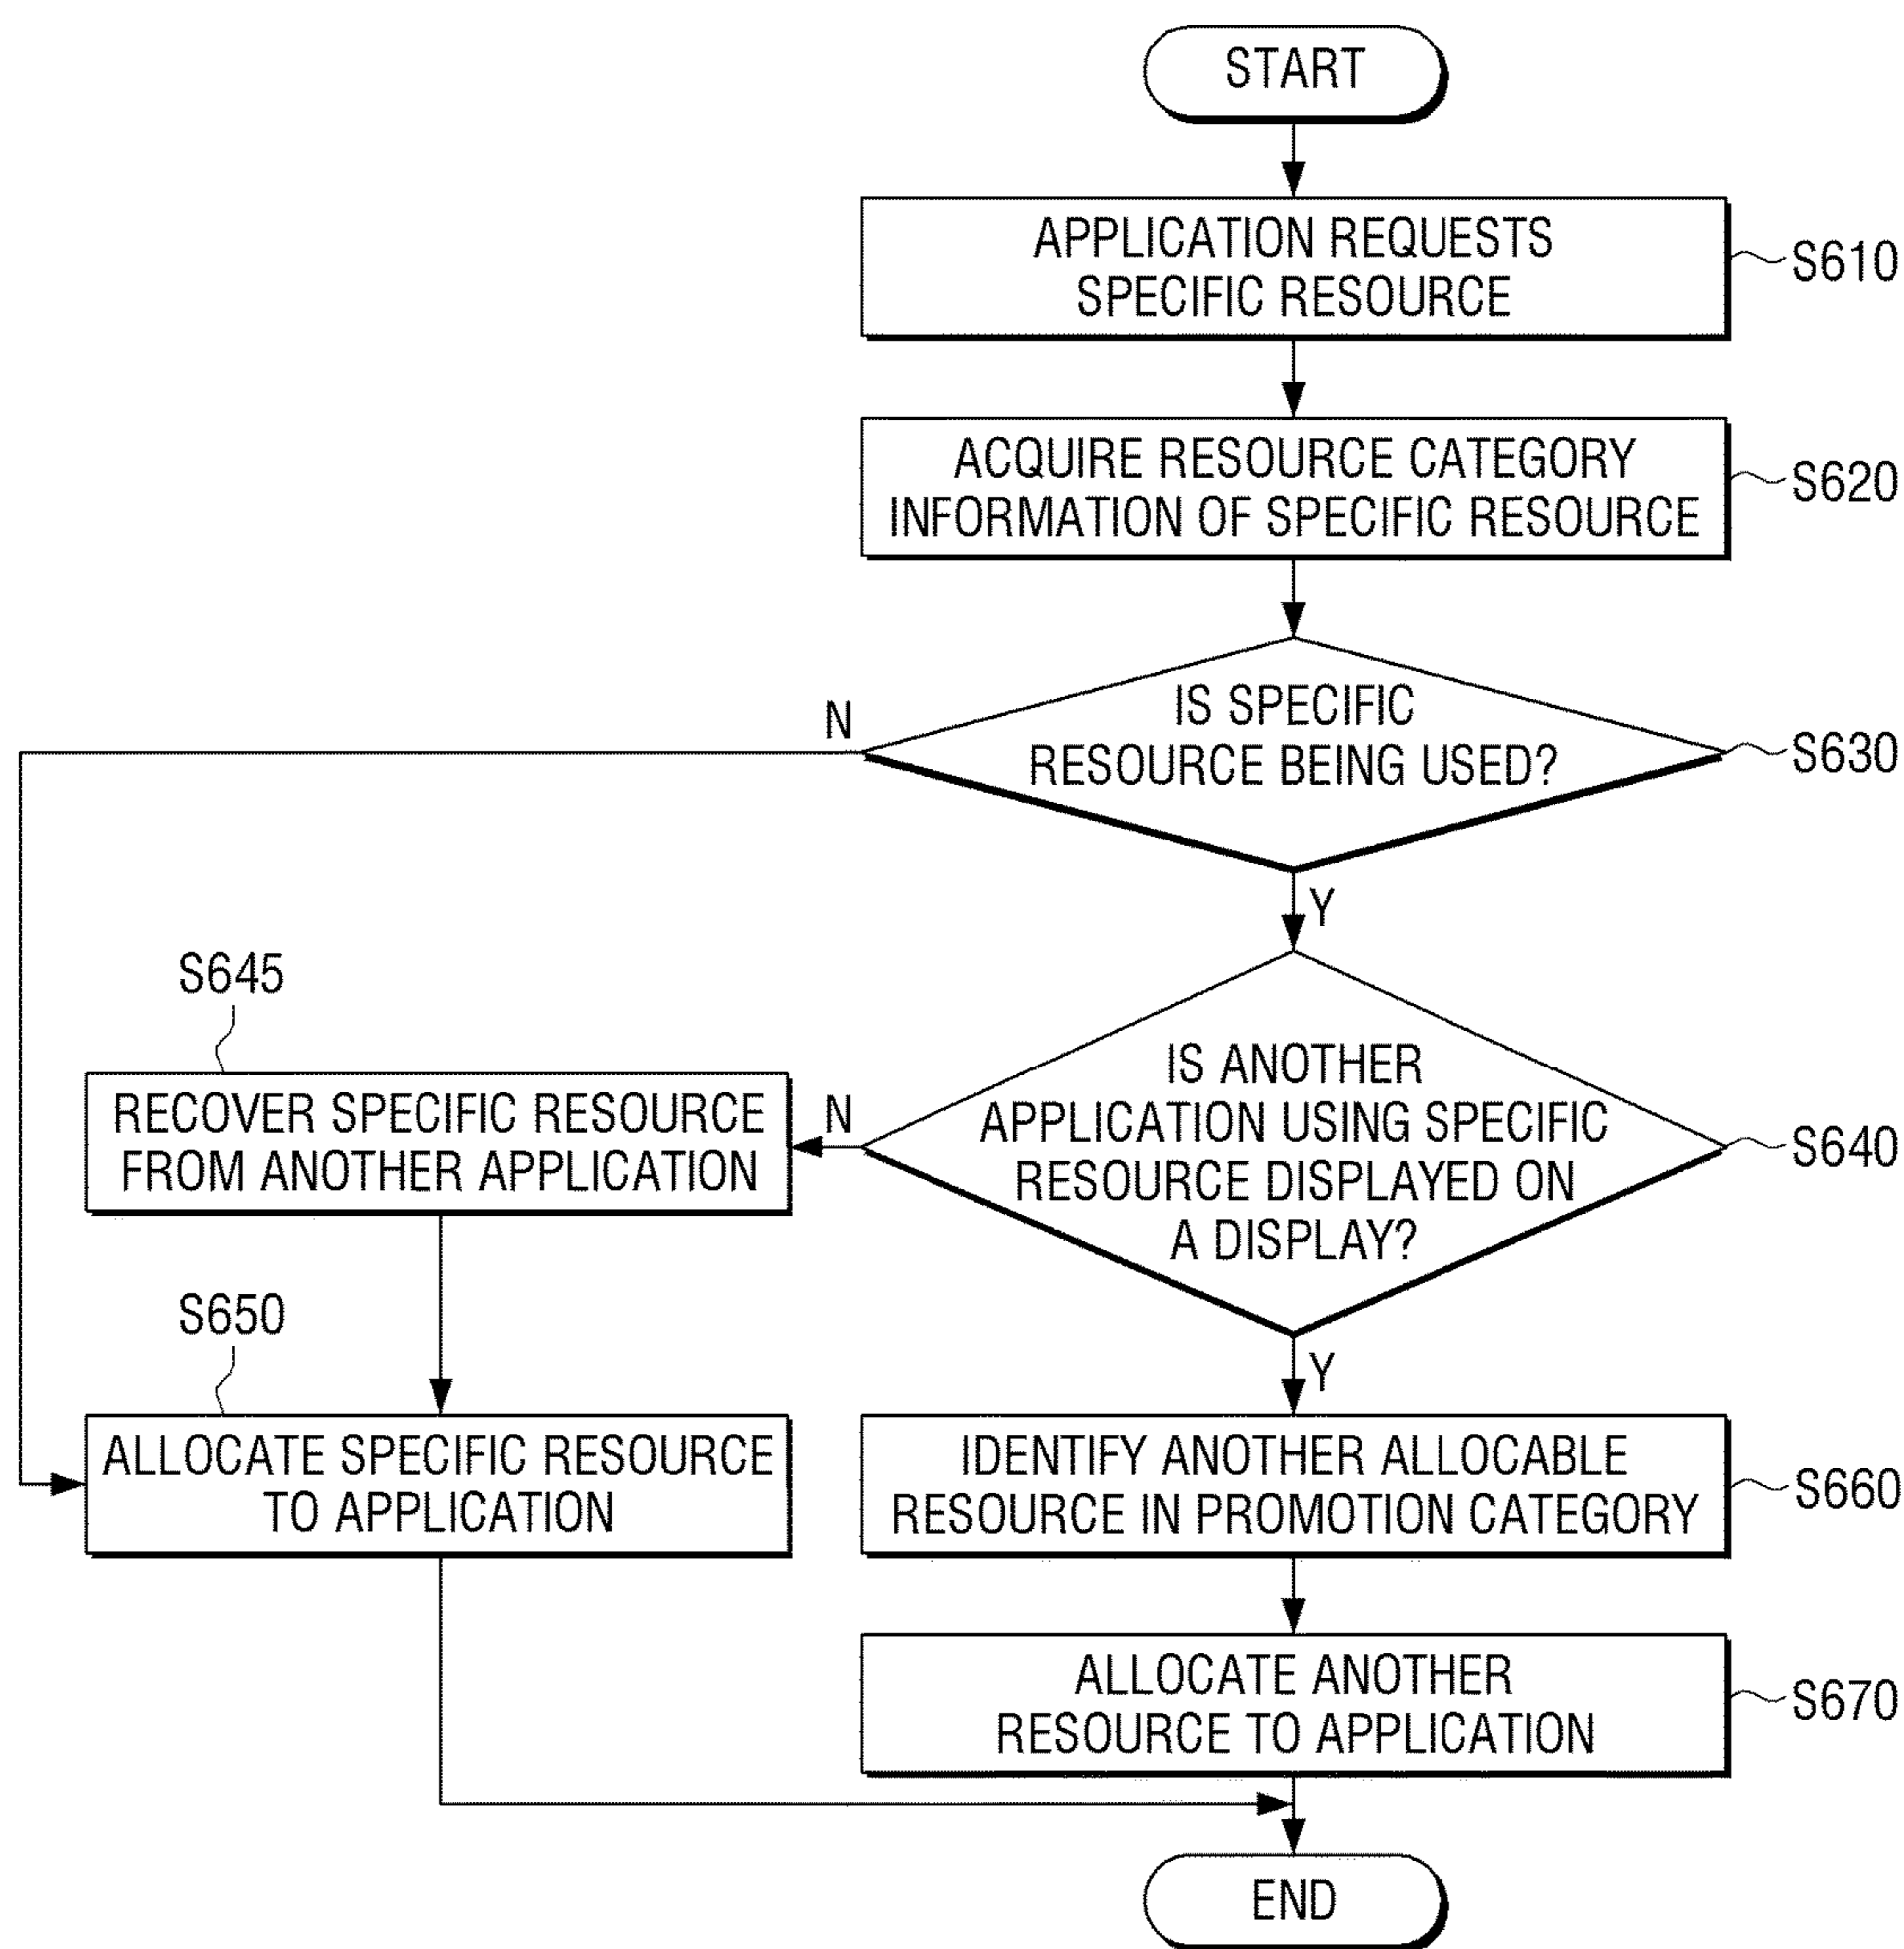 START
APPLICATION REQUESTS
SPECIFIC RESOURCE
S610
ACQUIRE RESOURCE CATEGORY
INFORMATION OF SPECIFIC RESOURCE
S620
IS SPECIFIC
RESOURCE BEING USED?
S630
N
Y
IS ANOTHER
APPLICATION USING SPECIFIC
RESOURCE DISPLAYED ON
A DISPLAY?
S640
N
Y
S645
RECOVER SPECIFIC RESOURCE
FROM ANOTHER APPLICATION
S650
ALLOCATE SPECIFIC RESOURCE
TO APPLICATION
IDENTIFY ANOTHER ALLOCABLE
RESOURCE IN PROMOTION CATEGORY
S660
ALLOCATE ANOTHER
RESOURCE TO APPLICATION
S670
END